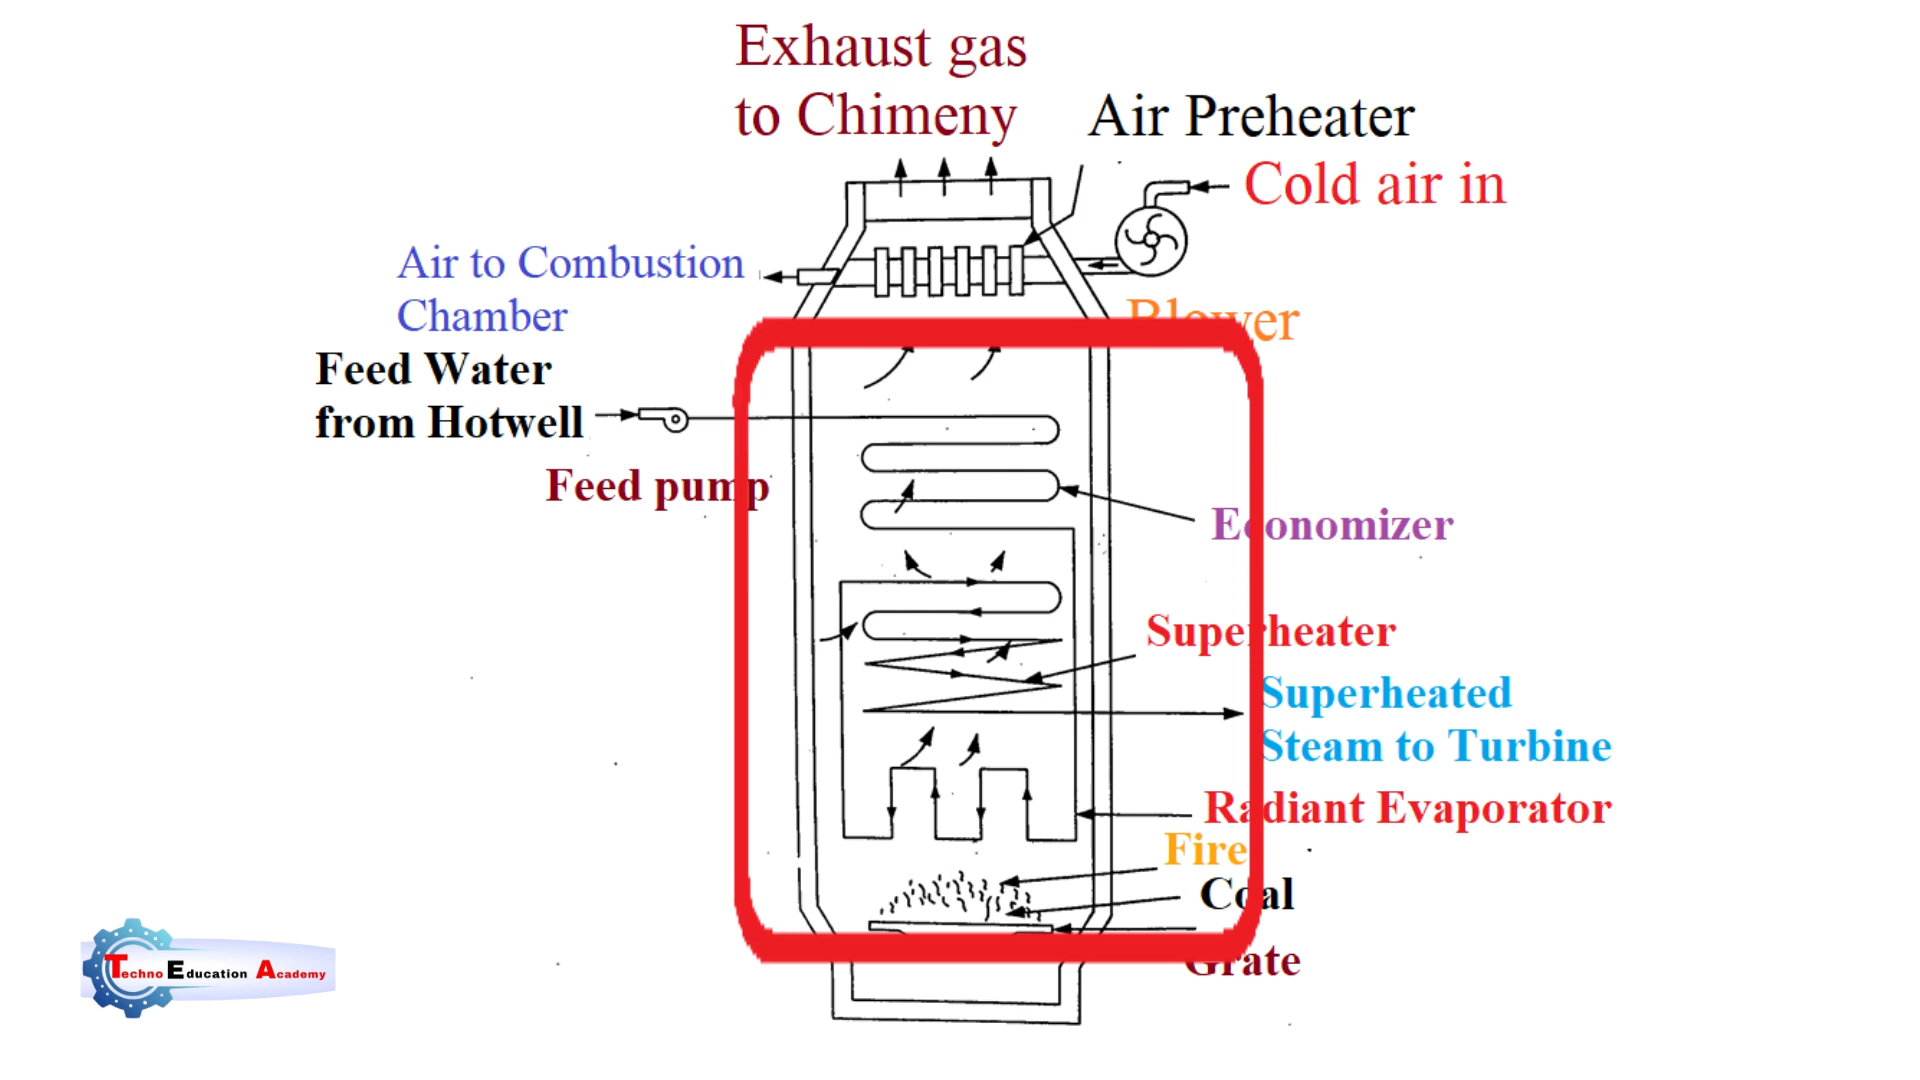 Exhaust gas
to Chimeny
Air Preheater
Cold air in
Air to Combustion
Chamber
Blower
Feed Water
from Hotwell
Feed pump
Economizer
Superheater
Superheated
Steam to Turbine
Radiant Evaporator
Fire
Coal
Grate
Techno Education Academy